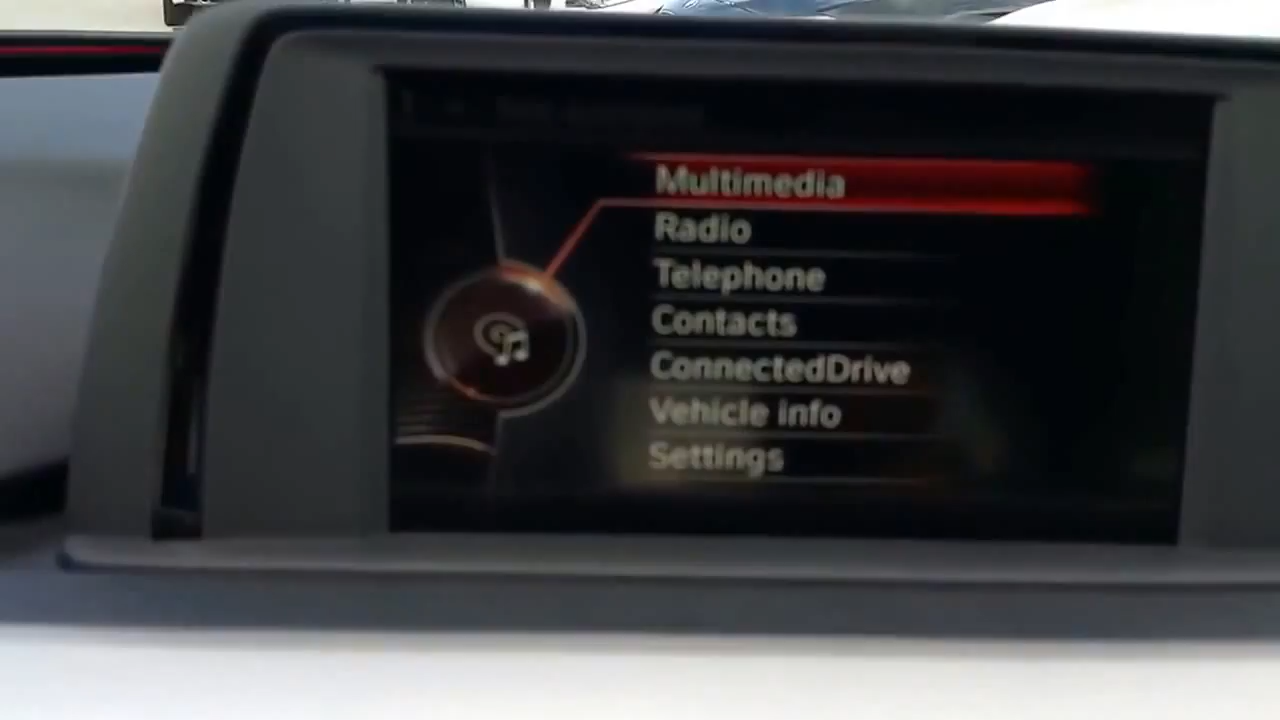 Multimedia
Radio
Telephone
Contacts
ConnectedDrive
Vehicle info
Settings